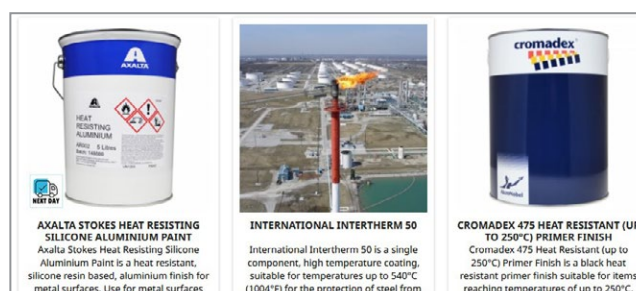 AXALTA
HEAT
RESISTING
ALUMINIUM
5 Litres
NEXT DAY
AXALTA STOKES HEAT RESISTING
SILICONE ALUMINIUM PAINT
Axalta Stokes Heat Resisting Silicone
Aluminium Paint is a heat resistant,
silicone resin based, aluminium finish for
metal surfaces. Use for metal surfaces
INTERNATIONAL INTERTHERM 50
International Intertherm 50 is a single
component, high temperature coating,
suitable for temperatures up to 540°C
(1004°F) for the protection of steel from
cromadex
CROMADEX 475 HEAT RESISTANT (UP
TO 250°C) PRIMER FINISH
Cromadex 475 Heat Resistant (up to
250°C) Primer Finish is a black heat
resistant primer finish suitable for items
reaching temperatures of up to 250°C.